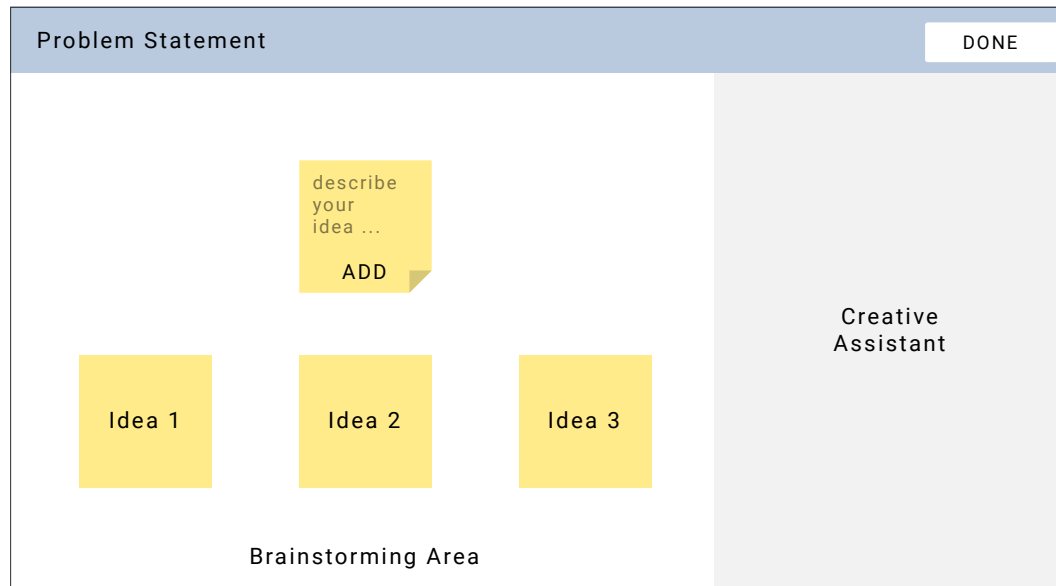 Problem Statement
DONE
describe
your
idea ...
ADD
Idea 1
Idea 2
Idea 3
Brainstorming Area
Creative
Assistant